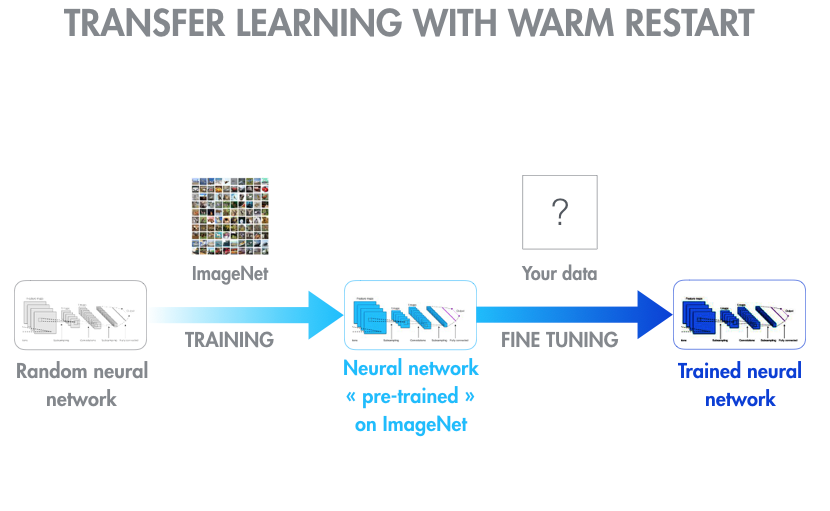 TRANSFER LEARNING WITH WARM RESTART
?
ImageNet
Your data
TRAINING
FINE TUNING
Random neural
network
Neural network
« pre-trained »
on ImageNet
Trained neural
network